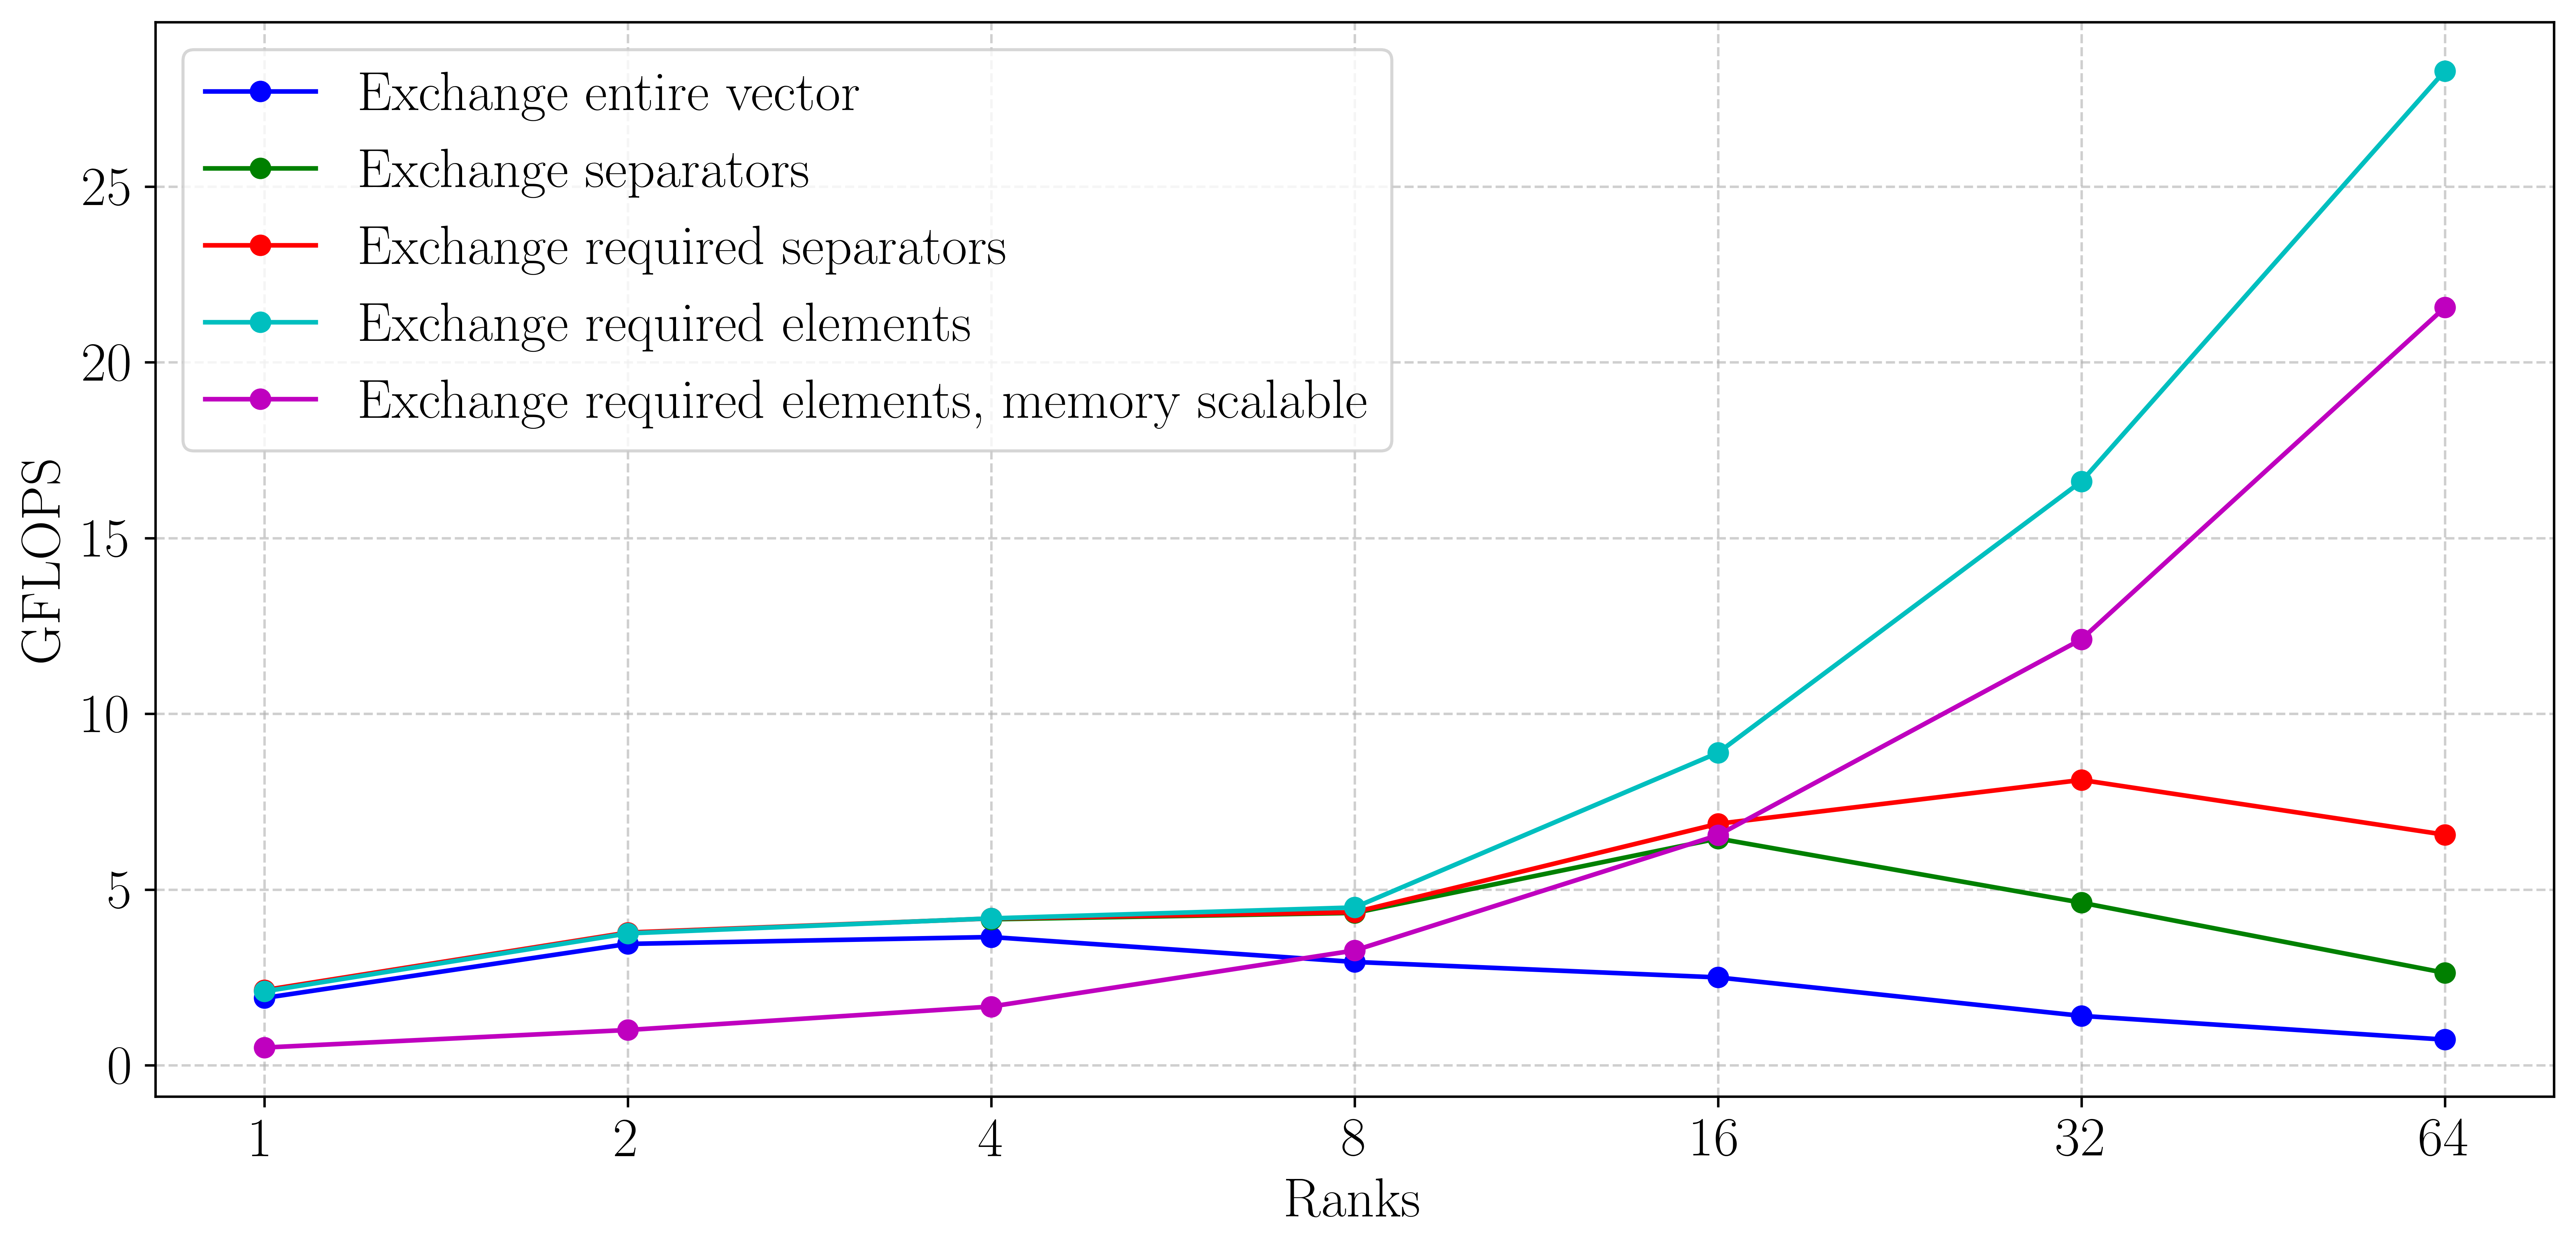 Exchange entire vector
Exchange separators
Exchange required separators
Exchange required elements
Exchange required elements, memory scalable
GFLOPS
25
20
15
10
5
0
1 2 4 8 16 32 64
Ranks